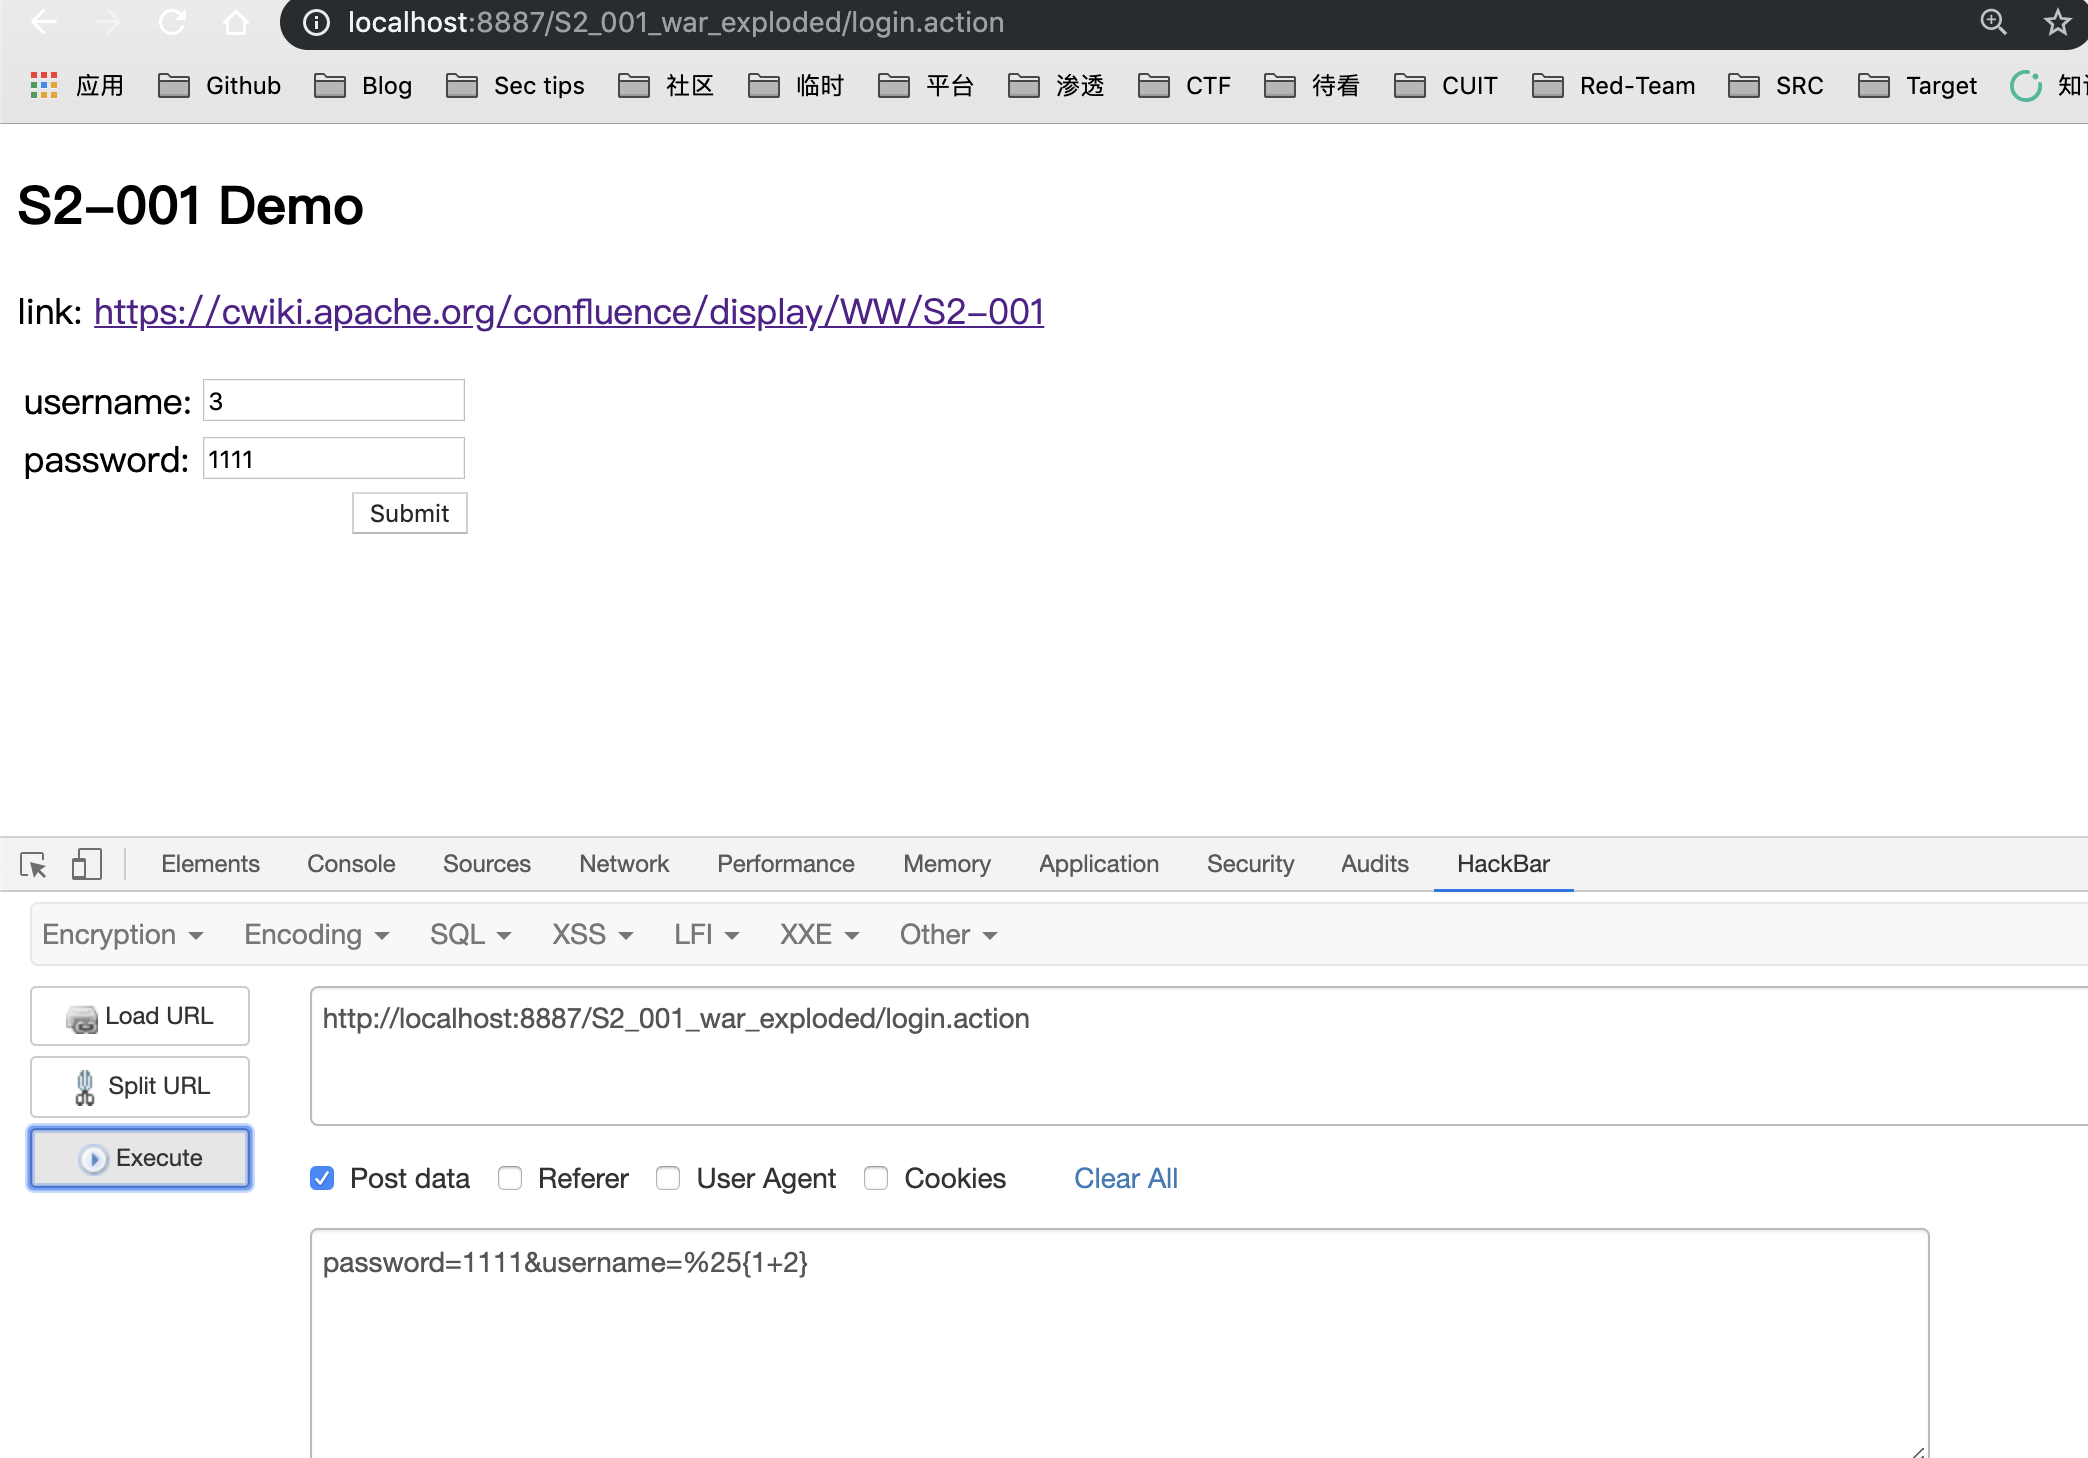 localhost:8887/S2_001_war_exploded/login.action
应用 Github Blog Sec tips 社区 临时 平台 渗透 CTF 待看 CUIT Red-Team SRC Target 知
S2-001 Demo
link: https://cwiki.apache.org/confluence/display/WW/S2-001
username: 3
password: 1111
Submit
Elements Console Sources Network Performance Memory Application Security Audits HackBar
Encryption Encoding SQL XSS LFI XXE Other
Load URL
http://localhost:8887/S2_001_war_exploded/login.action
Split URL
Execute
Post data Referer User Agent Cookies Clear All
password=1111&username=%25{1+2}